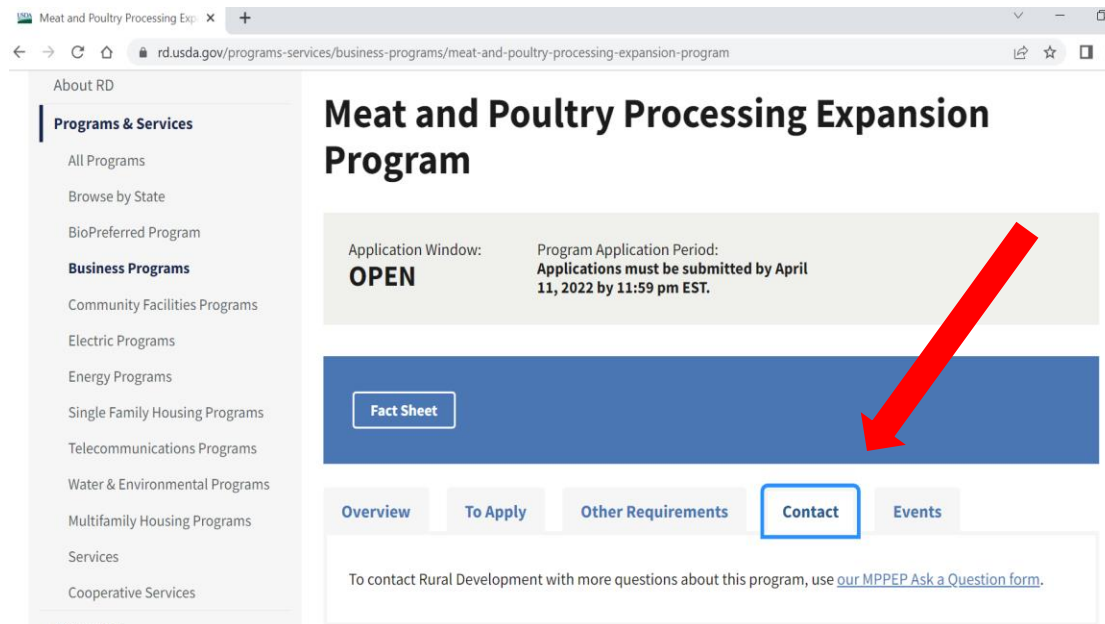 Meat and Poultry Processing Exp
rd.usda.gov/programs-services/business-programs/meat-and-poultry-processing-expansion-program
About RD
Programs & Services
All Programs
Browse by State
BioPreferred Program
Business Programs
Community Facilities Programs
Electric Programs
Energy Programs
Single Family Housing Programs
Telecommunications Programs
Water & Environmental Programs
Multifamily Housing Programs
Services
Cooperative Services
Meat and Poultry Processing Expansion
Program
Application Window:
OPEN
Program Application Period:
Applications must be submitted by April
11, 2022 by 11:59 pm EST.
Fact Sheet
Overview To Apply Other Requirements Contact Events
To contact Rural Development with more questions about this program, use our MPPEP Ask a Question form.